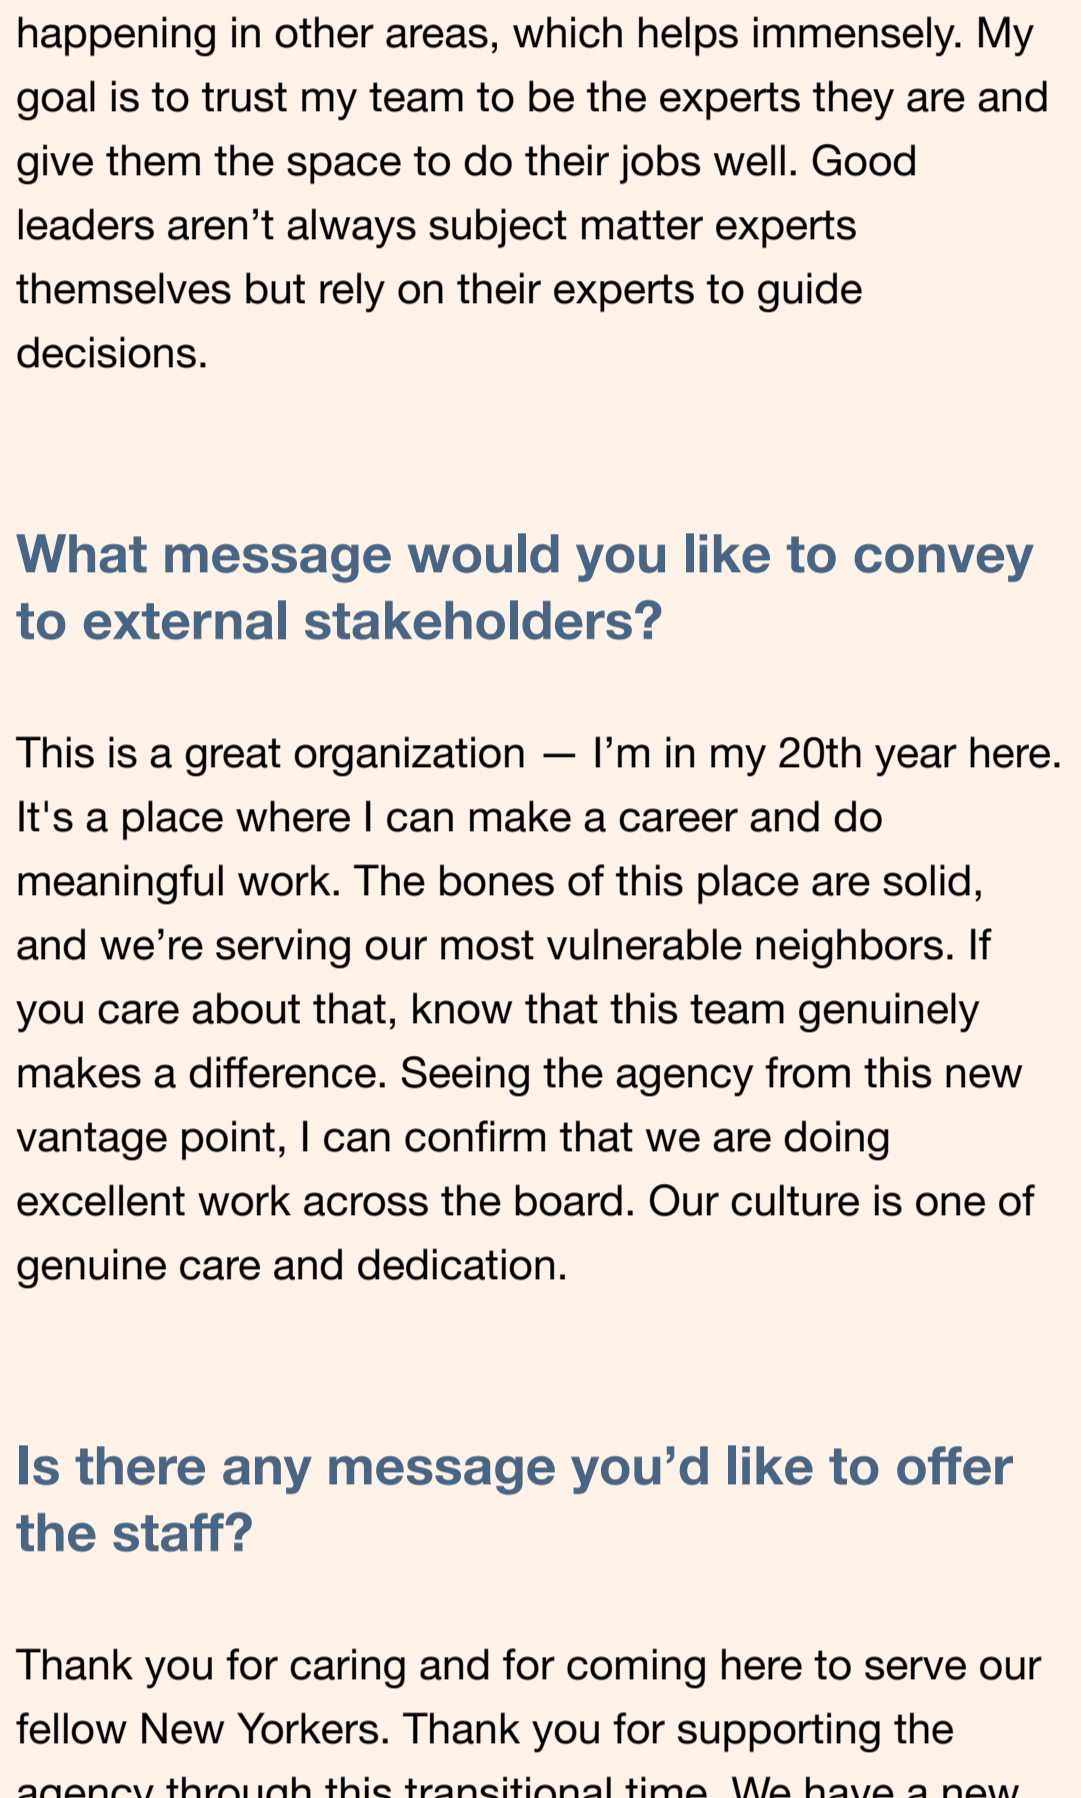 happening in other areas, which helps immensely. My
goal is to trust my team to be the experts they are and
give them the space to do their jobs well. Good
leaders aren’t always subject matter experts
themselves but rely on their experts to guide
decisions.
What message would you like to convey
to external stakeholders?
This is a great organization — I’m in my 20th year here.
It's a place where I can make a career and do
meaningful work. The bones of this place are solid,
and we’re serving our most vulnerable neighbors. If
you care about that, know that this team genuinely
makes a difference. Seeing the agency from this new
vantage point, I can confirm that we are doing
excellent work across the board. Our culture is one of
genuine care and dedication.
Is there any message you’d like to offer
the staff?
Thank you for caring and for coming here to serve our
fellow New Yorkers. Thank you for supporting the
agency through this transitional time. We have a new